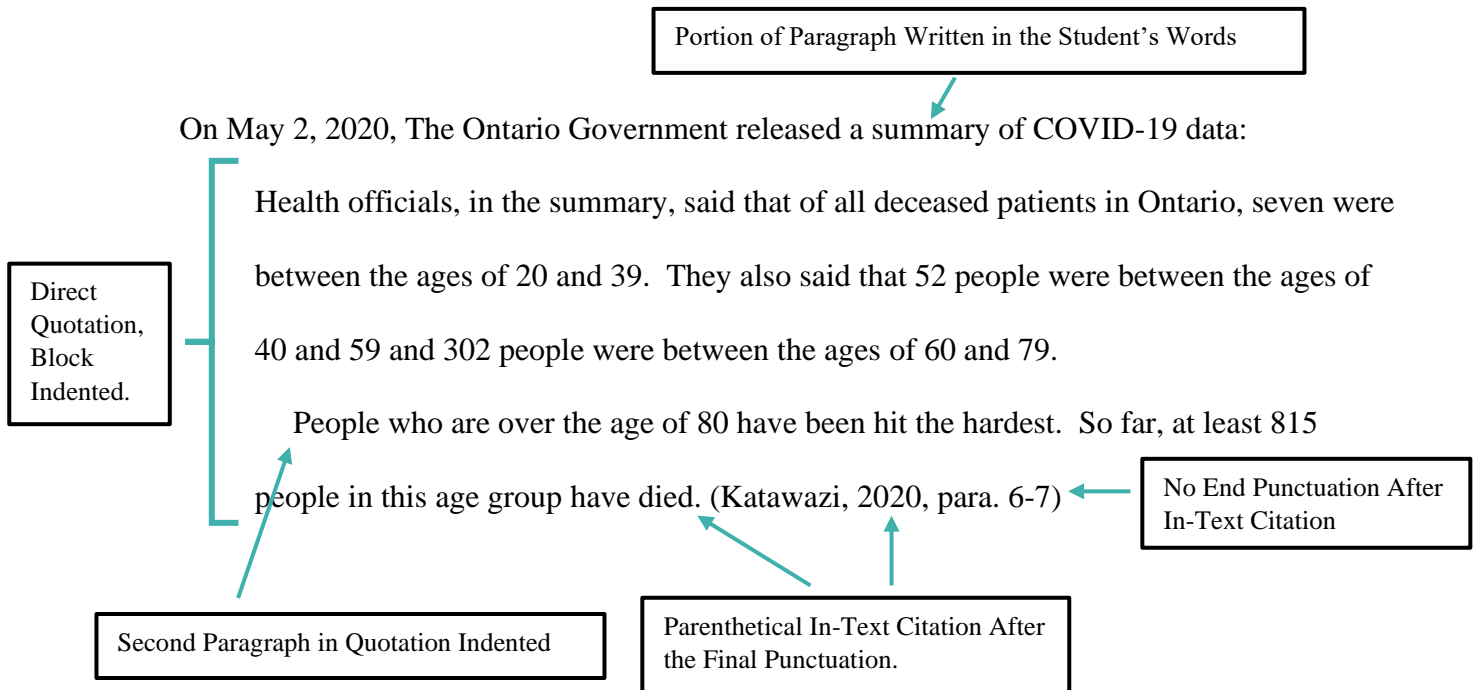 Portion of Paragraph Written in the Student’s Words
On May 2, 2020, The Ontario Government released a summary of COVID-19 data:
Health officials, in the summary, said that of all deceased patients in Ontario, seven were
between the ages of 20 and 39.  They also said that 52 people were between the ages of
40 and 59 and 302 people were between the ages of 60 and 79.
People who are over the age of 80 have been hit the hardest.  So far, at least 815
people in this age group have died. (Katawazi, 2020, para. 6-7)
Direct
Quotation,
Block
Indented.
No End Punctuation After
In-Text Citation
Second Paragraph in Quotation Indented
Parenthetical In-Text Citation After
the Final Punctuation.